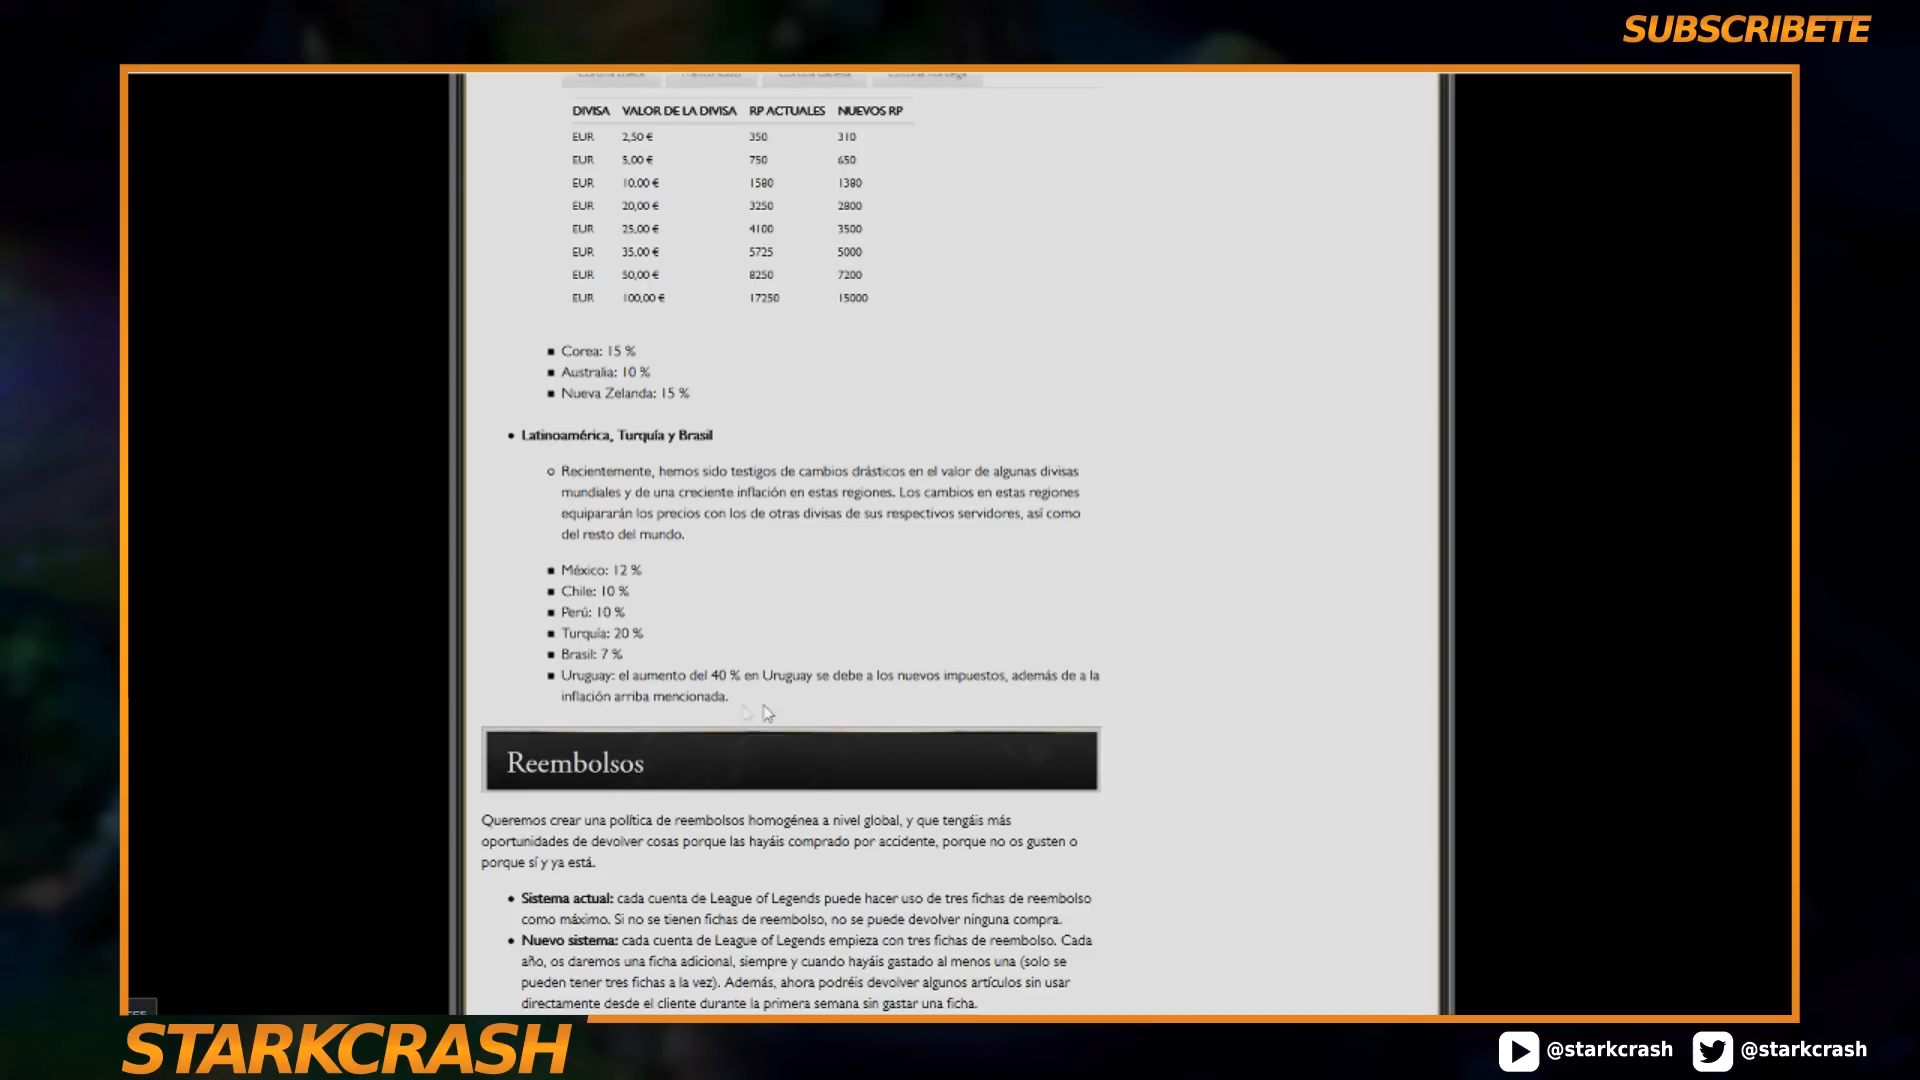 SUBSCRIBETE
DIVISA VALOR DE LA DIVISA RP ACTUALES NUEVOS RP
EUR 2,50 € 350 310
EUR 5,00 € 750 650
EUR 10,00 € 1580 1380
EUR 20,00 € 3250 2800
EUR 25,00 € 4100 3500
EUR 35,00 € 5725 5000
EUR 50,00 € 8250 7200
EUR 100,00 € 17250 15000
▪ Corea: 15 %
▪ Australia: 10 %
▪ Nueva Zelanda: 15 %
• Latinoamérica, Turquía y Brasil
○ Recientemente, hemos sido testigos de cambios drásticos en el valor de algunas divisas
mundiales y de una creciente inflación en estas regiones. Los cambios en estas regiones
equipararán los precios con los de otras divisas de sus respectivos servidores, así como
del resto del mundo.
▪ México: 12 %
▪ Chile: 10 %
▪ Perú: 10 %
▪ Turquía: 20 %
▪ Brasil: 7 %
▪ Uruguay: el aumento del 40 % en Uruguay se debe a los nuevos impuestos, además de a la
inflación arriba mencionada.
Reembolsos
Queremos crear una política de reembolsos homogénea a nivel global, y que tengáis más
oportunidades de devolver cosas porque las hayáis comprado por accidente, porque no os gusten o
porque sí y ya está.
• Sistema actual: cada cuenta de League of Legends puede hacer uso de tres fichas de reembolso
como máximo. Si no se tienen fichas de reembolso, no se puede devolver ninguna compra.
• Nuevo sistema: cada cuenta de League of Legends empieza con tres fichas de reembolso. Cada
año, os daremos una ficha adicional, siempre y cuando hayáis gastado al menos una (solo se
pueden tener tres fichas a la vez). Además, ahora podréis devolver algunos artículos sin usar
directamente desde el cliente durante la primera semana sin gastar una ficha.
STARKCRASH
@starkcrash @starkcrash